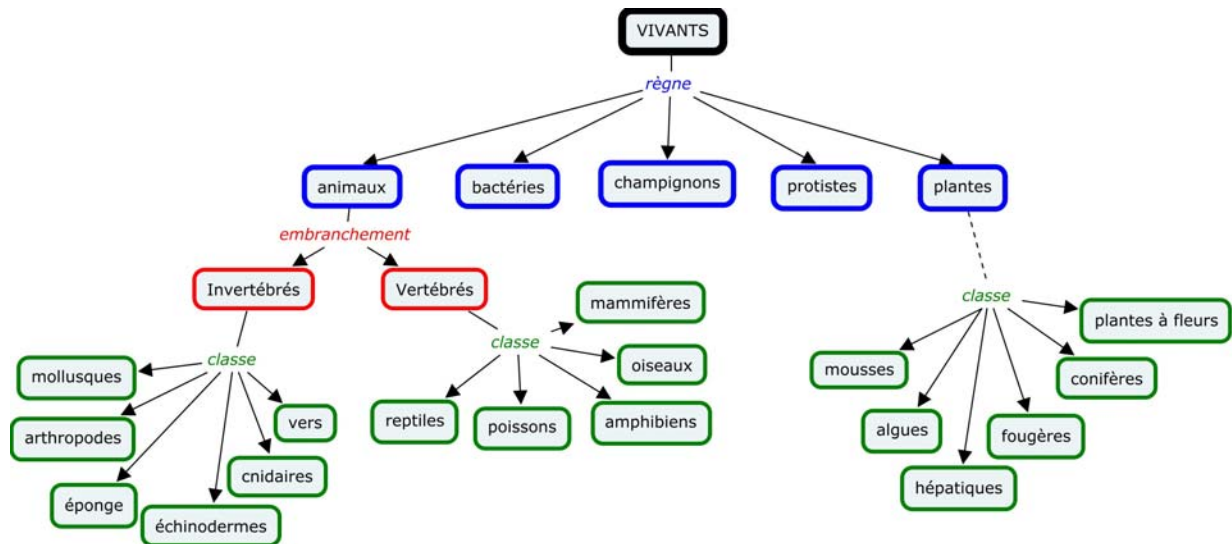 VIVANTS
règne
animaux
bactéries
champignons
protistes
plantes
embranchement
Invertébrés
Vertébrés
classe
mollusques
arthropodes
éponge
échinodermes
cnidaires
vers
classe
mammifères
oiseaux
amphibiens
poissons
reptiles
classe
plantes à fleurs
conifères
fougères
hépatiques
algues
mousses